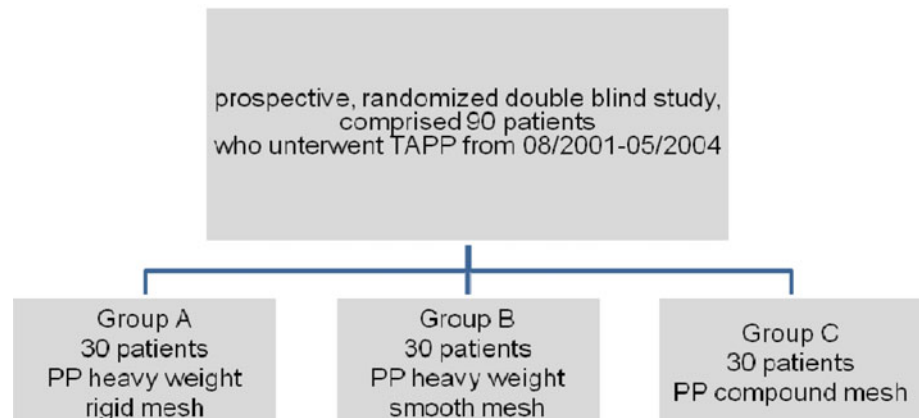 prospective, randomized double blind study,
comprised 90 patients
who unterwent TAPP from 08/2001-05/2004
Group A
30 patients
PP heavy weight
rigid mesh
Group B
30 patients
PP heavy weight
smooth mesh
Group C
30 patients
PP compound mesh